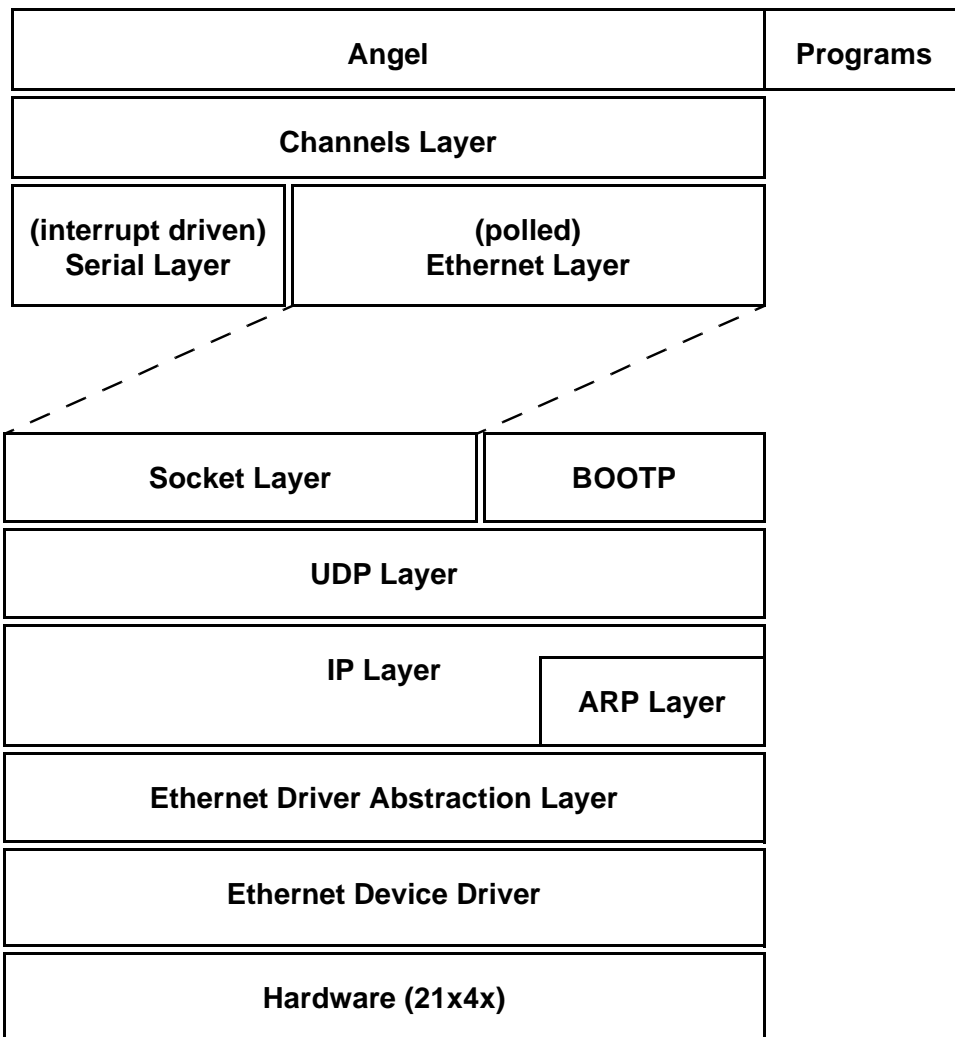 Angel
Programs
Channels Layer
(interrupt driven)
Serial Layer
(polled)
Ethernet Layer
Socket Layer
BOOTP
UDP Layer
IP Layer
ARP Layer
Ethernet Driver Abstraction Layer
Ethernet Device Driver
Hardware (21x4x)